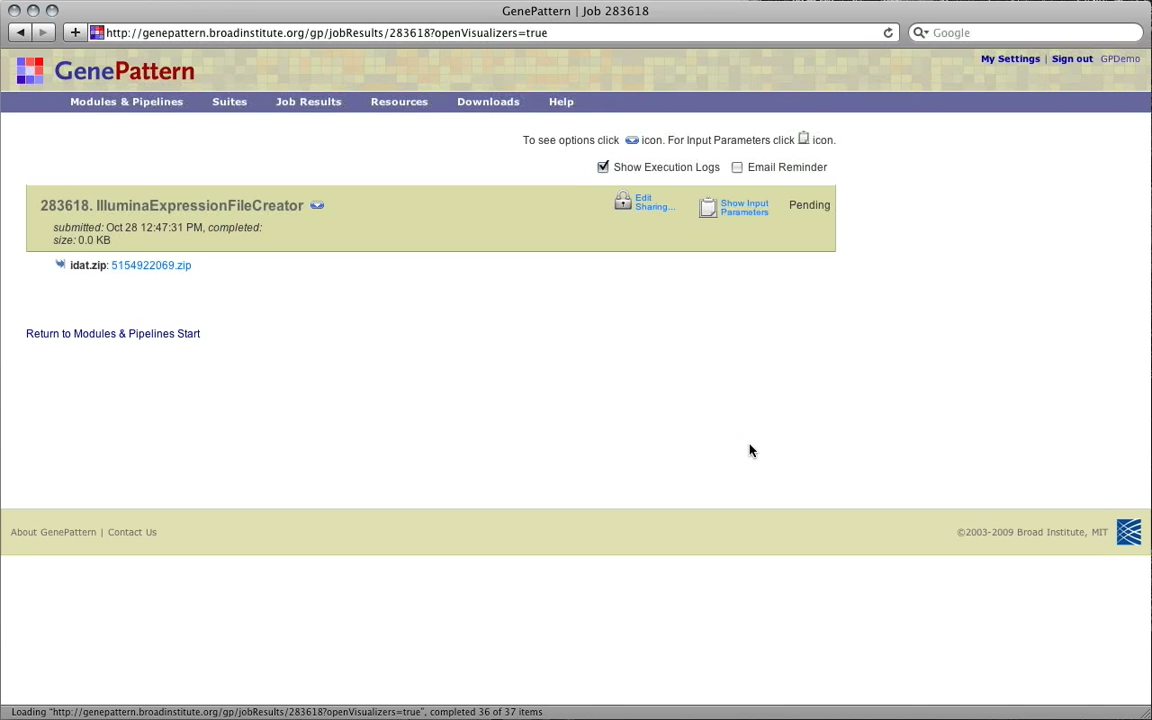 GenePattern | Job 283618
http://genepattern.broadinstitute.org/gp/jobResults/283618?openVisualizers=true
Google
GenePattern
My Settings | Sign out GPDemo
Modules & Pipelines Suites Job Results Resources Downloads Help
To see options click icon. For Input Parameters click icon.
Show Execution Logs Email Reminder
283618. IlluminaExpressionFileCreator
Edit
Sharing...
Show Input
Parameters
Pending
submitted: Oct 28 12:47:31 PM, completed:
size: 0.0 KB
idat.zip: 5154922069.zip
Return to Modules & Pipelines Start
About GenePattern | Contact Us
©2003-2009 Broad Institute, MIT
Loading "http://genepattern.broadinstitute.org/gp/jobResults/283618?openVisualizers=true", completed 36 of 37 items